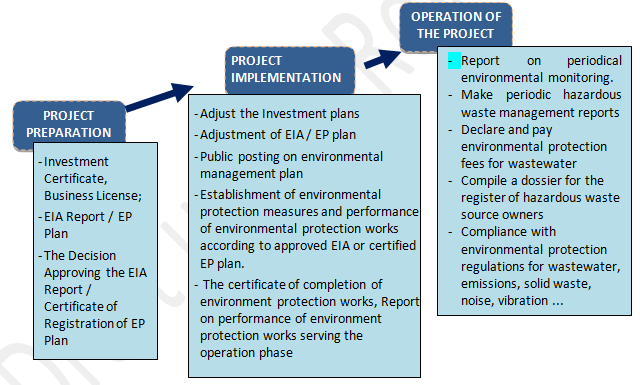 OPERATION OF
THE PROJECT
- Report on periodical
environmental monitoring.
- Make periodic hazardous
waste management reports
- Declare and pay
environmental protection
fees for wastewater
- Compile a dossier for the
register of hazardous waste
source owners
- Compliance with
environmental protection
regulations for wastewater,
emissions, solid waste,
noise, vibration ...
PROJECT
IMPLEMENTATION
- Adjust the Investment plans
- Adjustment of EIA / EP plan
- Public posting on environmental
management plan
- Establishment of environmental
protection measures and performance
of environmental protection works
according to approved EIA or certified
EP plan.
- The certificate of completion of
environment protection works, Report
on performance of environment
protection works serving the
operation phase
PROJECT
PREPARATION
- Investment
Certificate,
Business License;
- EIA Report / EP
Plan
- The Decision
Approving the EIA
Report /
Certificate of
Registration of EP
Plan